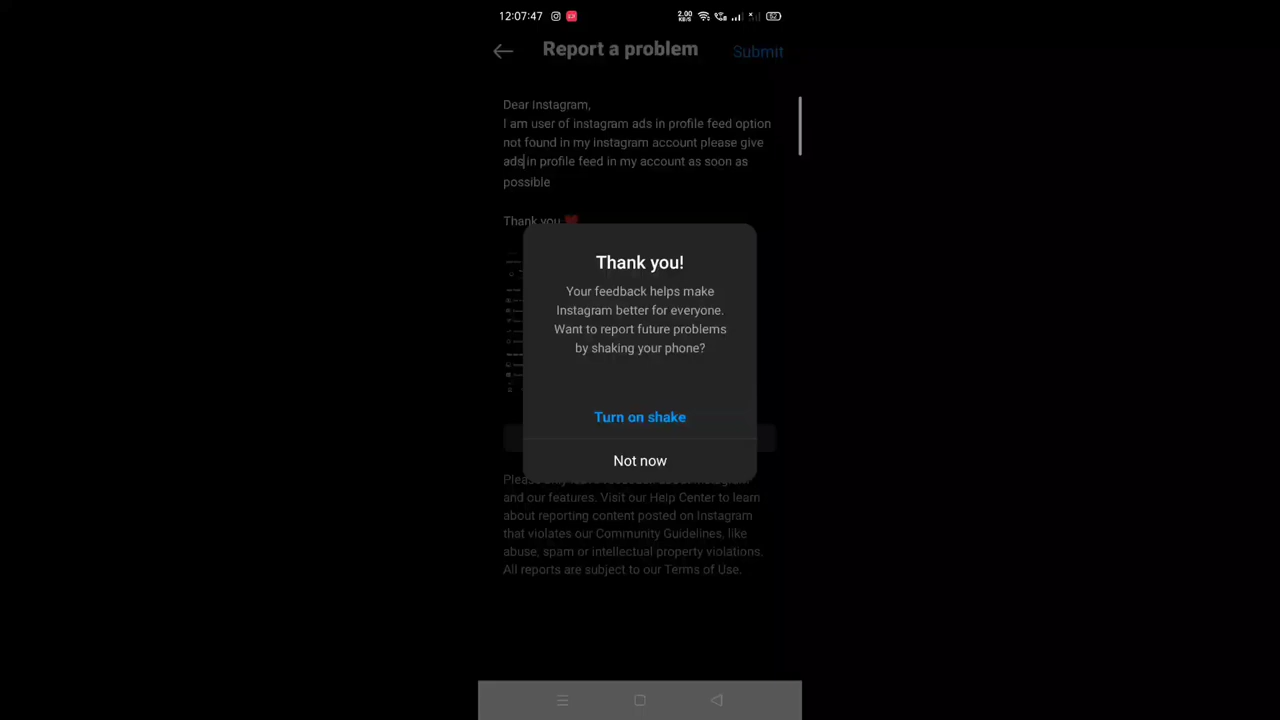 12:07:47
2.00 KB/S
Report a problem
Submit
Dear Instagram,
I am user of instagram ads in profile feed option
not found in my instagram account please give
ads in profile feed in my account as soon as
possible
Thank you
Thank you!
Your feedback helps make
Instagram better for everyone.
Want to report future problems
by shaking your phone?
Turn on shake
Not now
and our features. Visit our Help Center to learn
about reporting content posted on Instagram
that violates our Community Guidelines, like
abuse, spam or intellectual property violations.
All reports are subject to our Terms of Use.